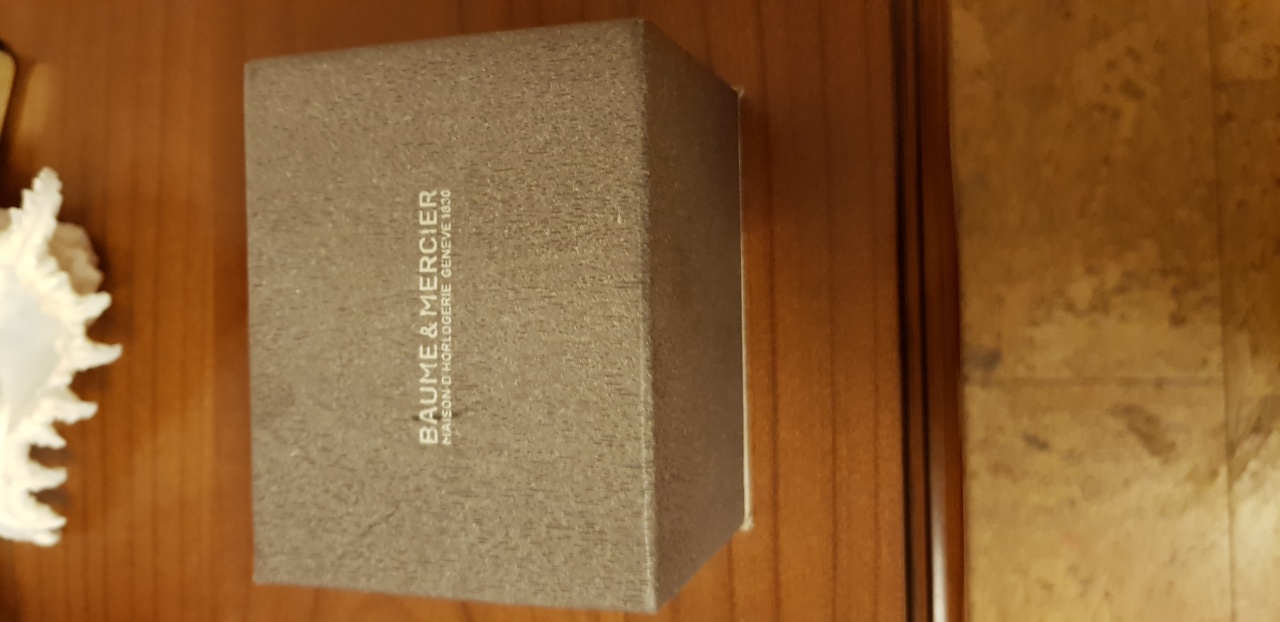 BAUME & MERCIER
MAISON D'HORLOGERIE GENEVE 1830